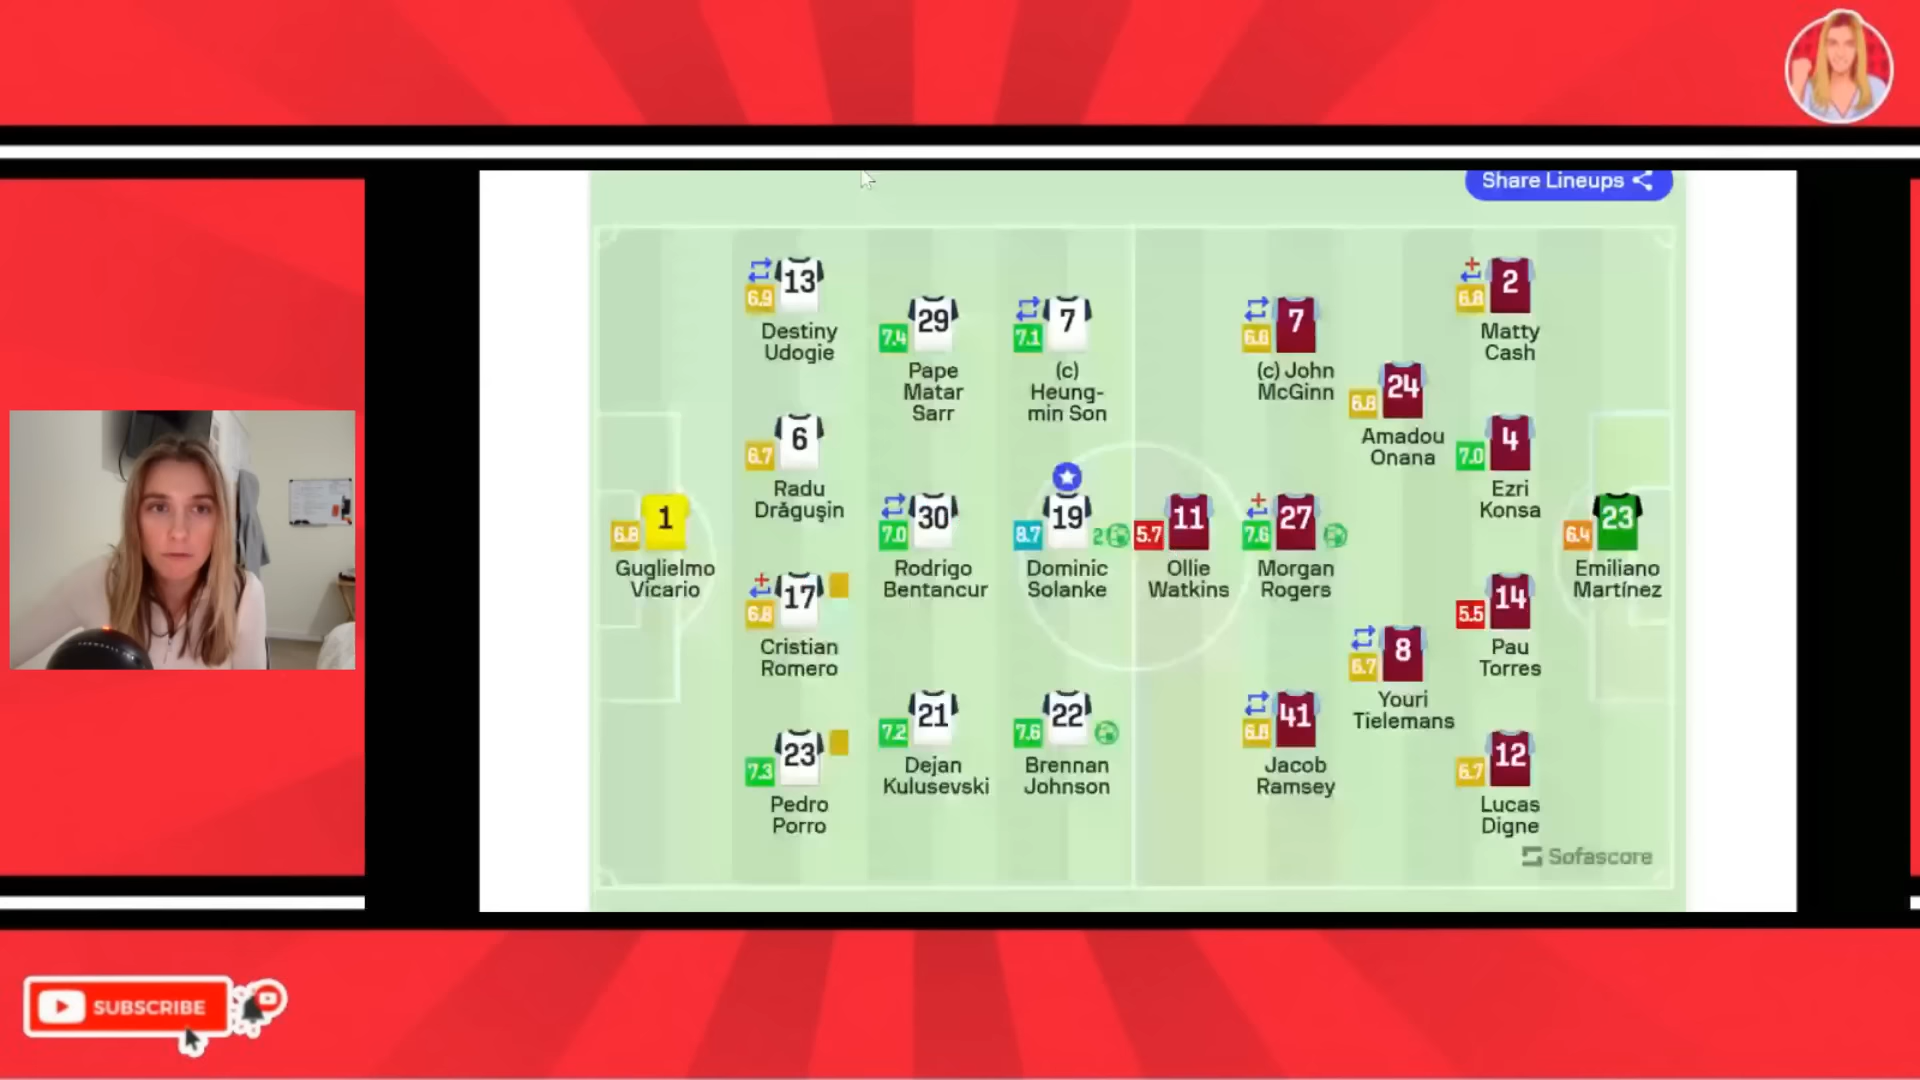 Share Lineups
13
6.9
Destiny
Udogie
29
7.4
Pape
Matar
Sarr
7
7.1
(c)
Heung-
min Son
7
6.8
(c) John
McGinn
2
6.8
Matty
Cash
24
6.8
Amadou
Onana
6
6.7
Radu
Drăgușin
4
7.0
Ezri
Konsa
1
6.8
Guglielmo
Vicario
30
7.0
Rodrigo
Bentancur
19
8.7
2
Dominic
Solanke
11
5.7
Ollie
Watkins
27
7.6
Morgan
Rogers
23
6.4
Emiliano
Martínez
17
6.8
Cristian
Romero
8
6.7
Youri
Tielemans
14
5.5
Pau
Torres
23
7.3
Pedro
Porro
21
7.2
Dejan
Kulusevski
22
7.6
Brennan
Johnson
41
6.8
Jacob
Ramsey
12
6.7
Lucas
Digne
Sofascore
SUBSCRIBE